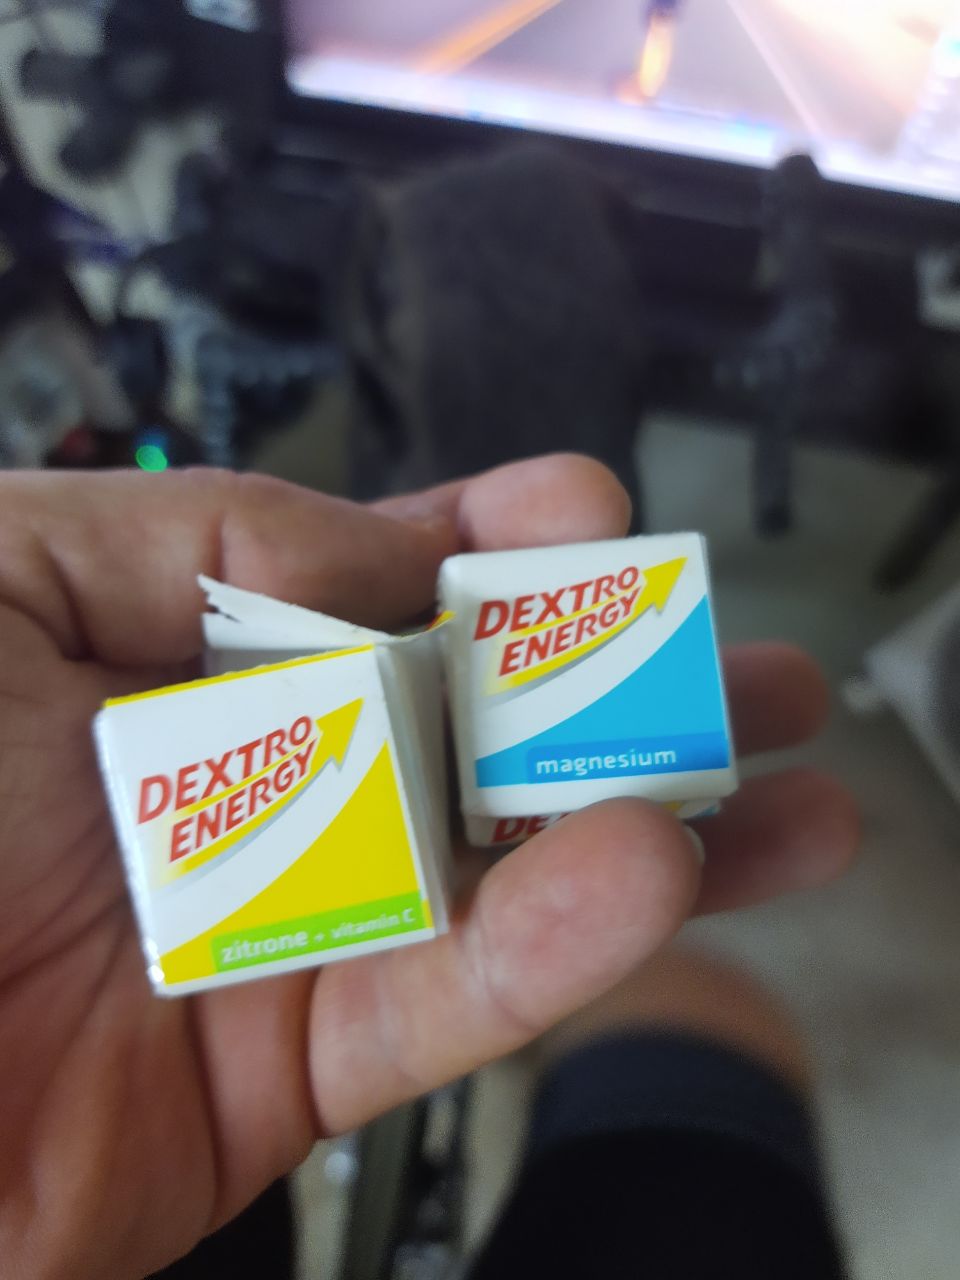 DEXTRO
ENERGY
magnesium
DEXTRO
ENERGY
zitrone + vitamin C